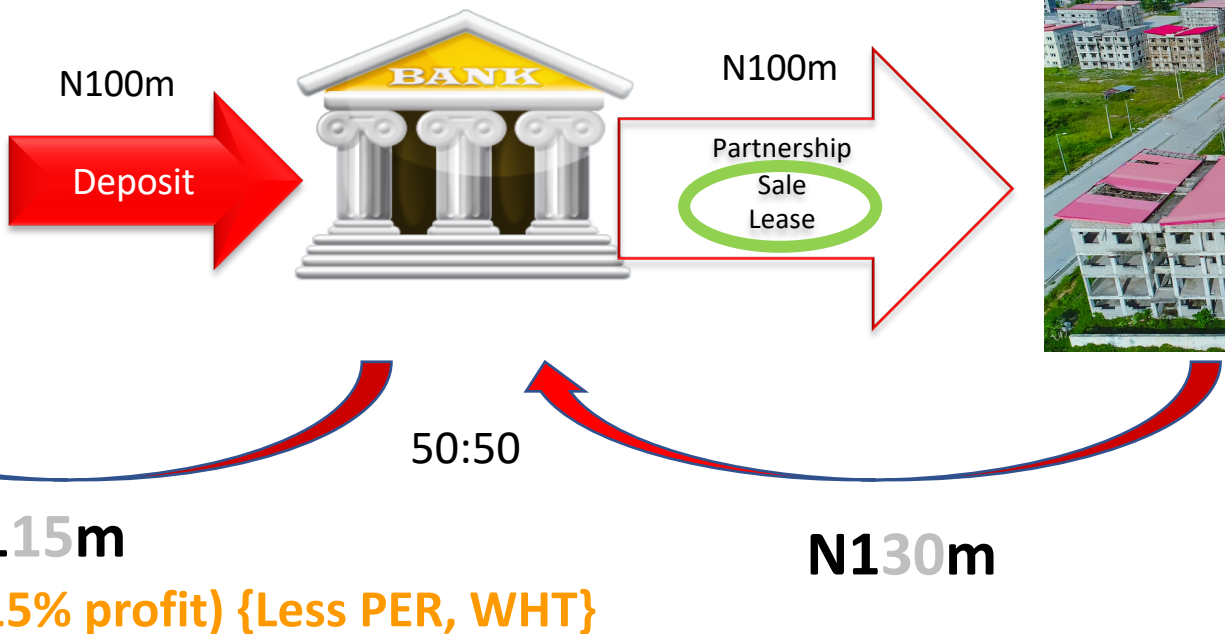 N100m
Deposit
BANK
N100m
Partnership
Sale
Lease
50:50
15m
N130m
5% profit) {Less PER, WHT}